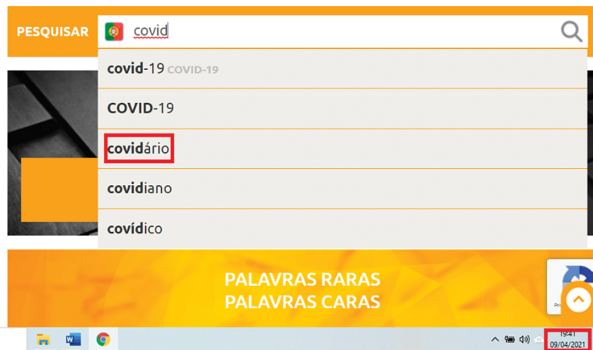 PESQUISAR covid
covid-19 COVID-19
COVID-19
covidário
covidiano
covídico
PALAVRAS RARAS
PALAVRAS CARAS
19:41
09/04/2021